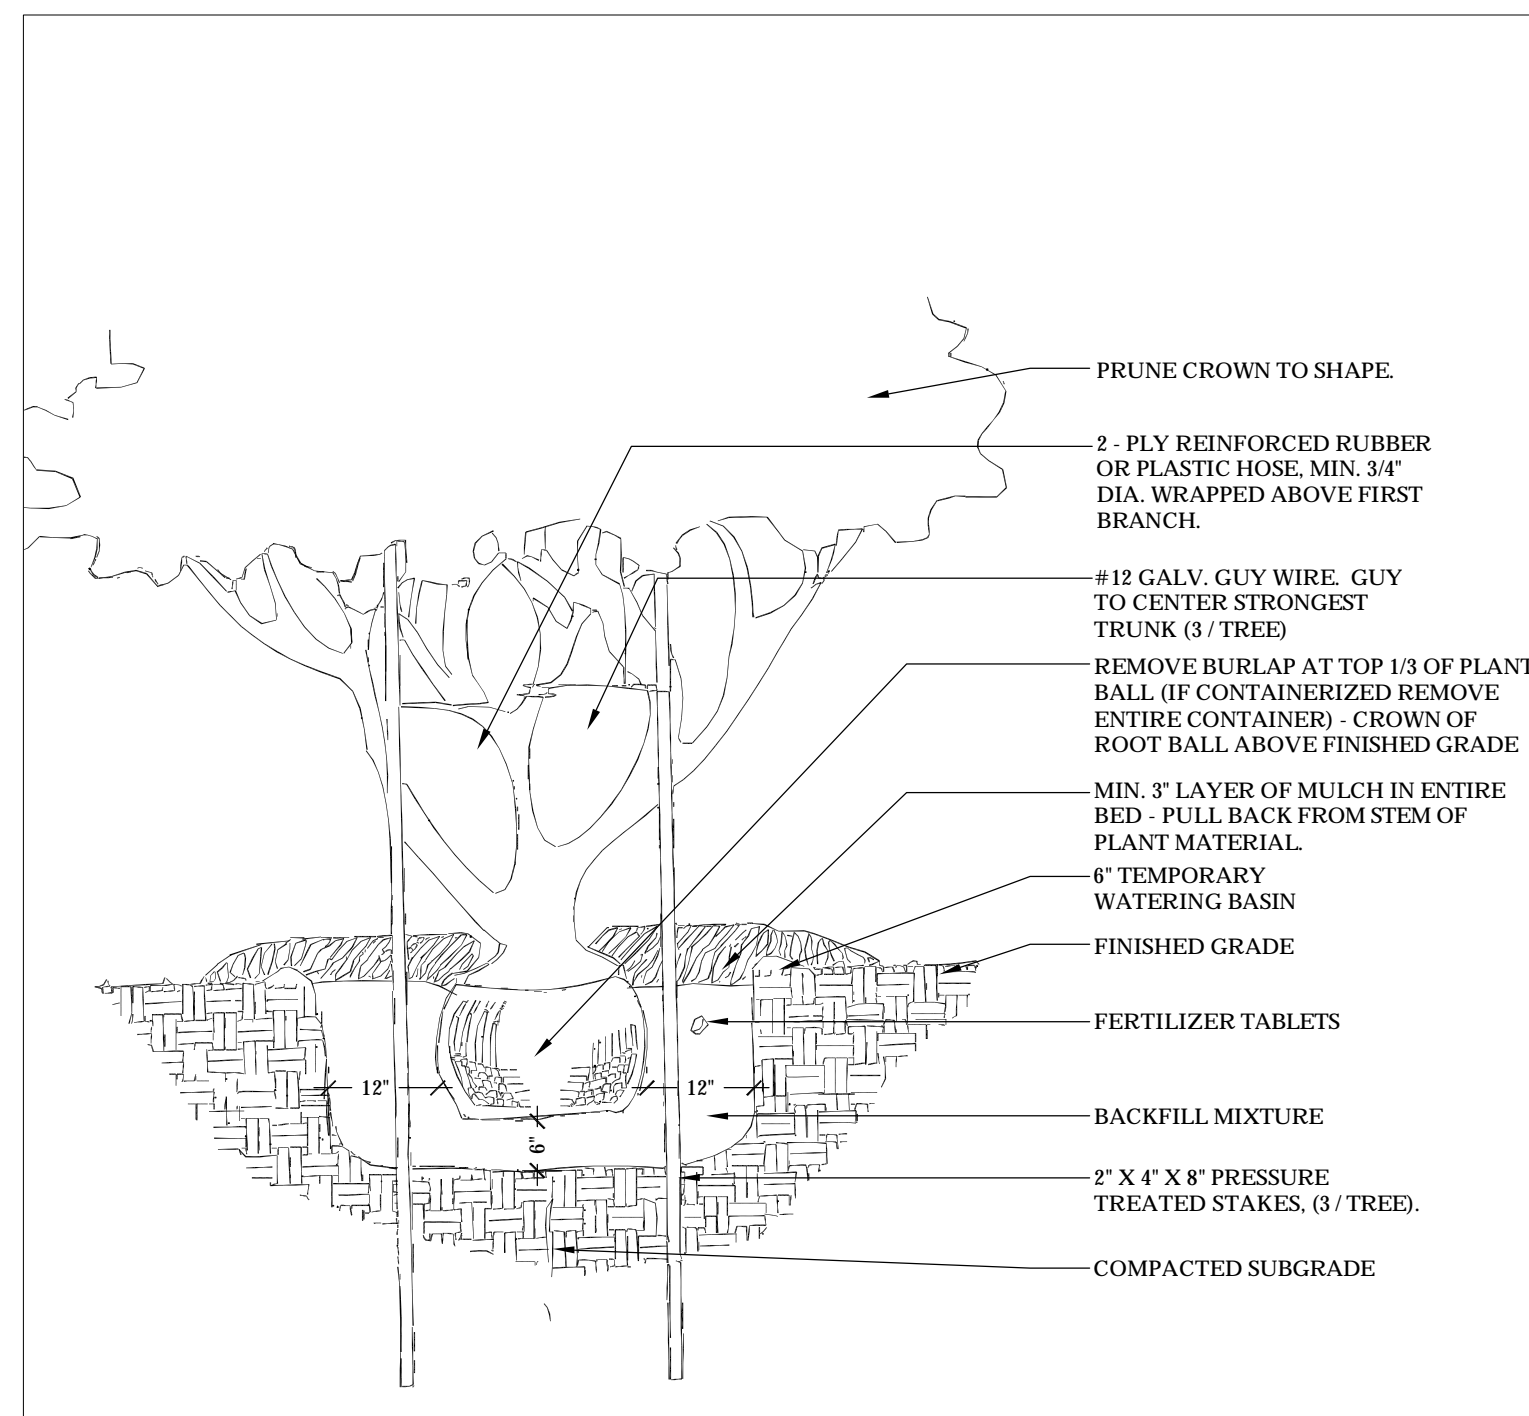 PRUNE CROWN TO SHAPE.
2 - PLY REINFORCED RUBBER
OR PLASTIC HOSE, MIN. 3/4"
DIA. WRAPPED ABOVE FIRST
BRANCH.
#12 GALV. GUY WIRE.  GUY
TO CENTER STRONGEST
TRUNK (3 / TREE)
REMOVE BURLAP AT TOP 1/3 OF PLANT
BALL (IF CONTAINERIZED REMOVE
ENTIRE CONTAINER) - CROWN OF
ROOT BALL ABOVE FINISHED GRADE
MIN. 3" LAYER OF MULCH IN ENTIRE
BED - PULL BACK FROM STEM OF
PLANT MATERIAL.
6" TEMPORARY
WATERING BASIN
FINISHED GRADE
FERTILIZER TABLETS
12"
12"
BACKFILL MIXTURE
6"
2" X 4" X 8" PRESSURE
TREATED STAKES, (3 / TREE).
COMPACTED SUBGRADE